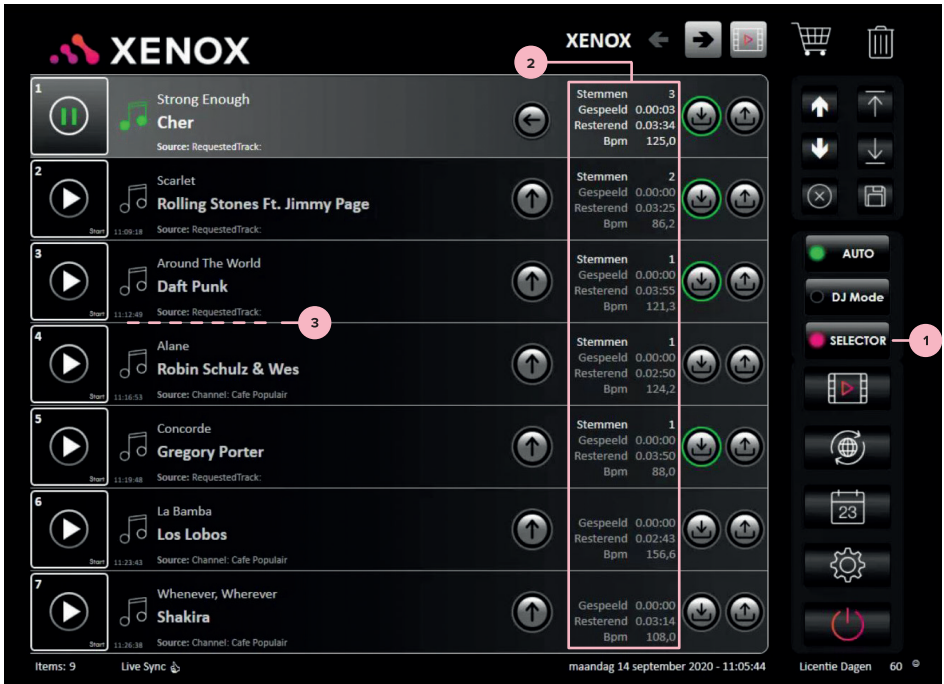 XENOX
XENOX
2
1
Strong Enough
Cher
Source: RequestedTrack:
Stemmen 3
Gespeeld 0.00:03
Resterend 0.03:34
Bpm 125,0
2
Start
11:09:18
Scarlet
Rolling Stones Ft. Jimmy Page
Source: RequestedTrack:
Stemmen 2
Gespeeld 0.00:00
Resterend 0.03:25
Bpm 86,2
3
Start
11:12:49
Around The World
Daft Punk
Source: RequestedTrack:
Stemmen 1
Gespeeld 0.00:00
Resterend 0.03:55
Bpm 121,3
3
4
Start
11:16:53
Alane
Robin Schulz & Wes
Source: Channel: Cafe Populair
Stemmen 1
Gespeeld 0.00:00
Resterend 0.02:50
Bpm 124,2
5
Start
11:19:48
Concorde
Gregory Porter
Source: RequestedTrack:
Stemmen 1
Gespeeld 0.00:00
Resterend 0.03:50
Bpm 88,0
6
Start
11:23:43
La Bamba
Los Lobos
Source: Channel: Cafe Populair
Gespeeld 0.00:00
Resterend 0.02:43
Bpm 156,6
7
Start
11:26:38
Whenever, Wherever
Shakira
Source: Channel: Cafe Populair
Gespeeld 0.00:00
Resterend 0.03:14
Bpm 108,0
AUTO
DJ Mode
SELECTOR
1
23
Items: 9
Live Sync
maandag 14 september 2020 - 11:05:44
Licentie Dagen 60